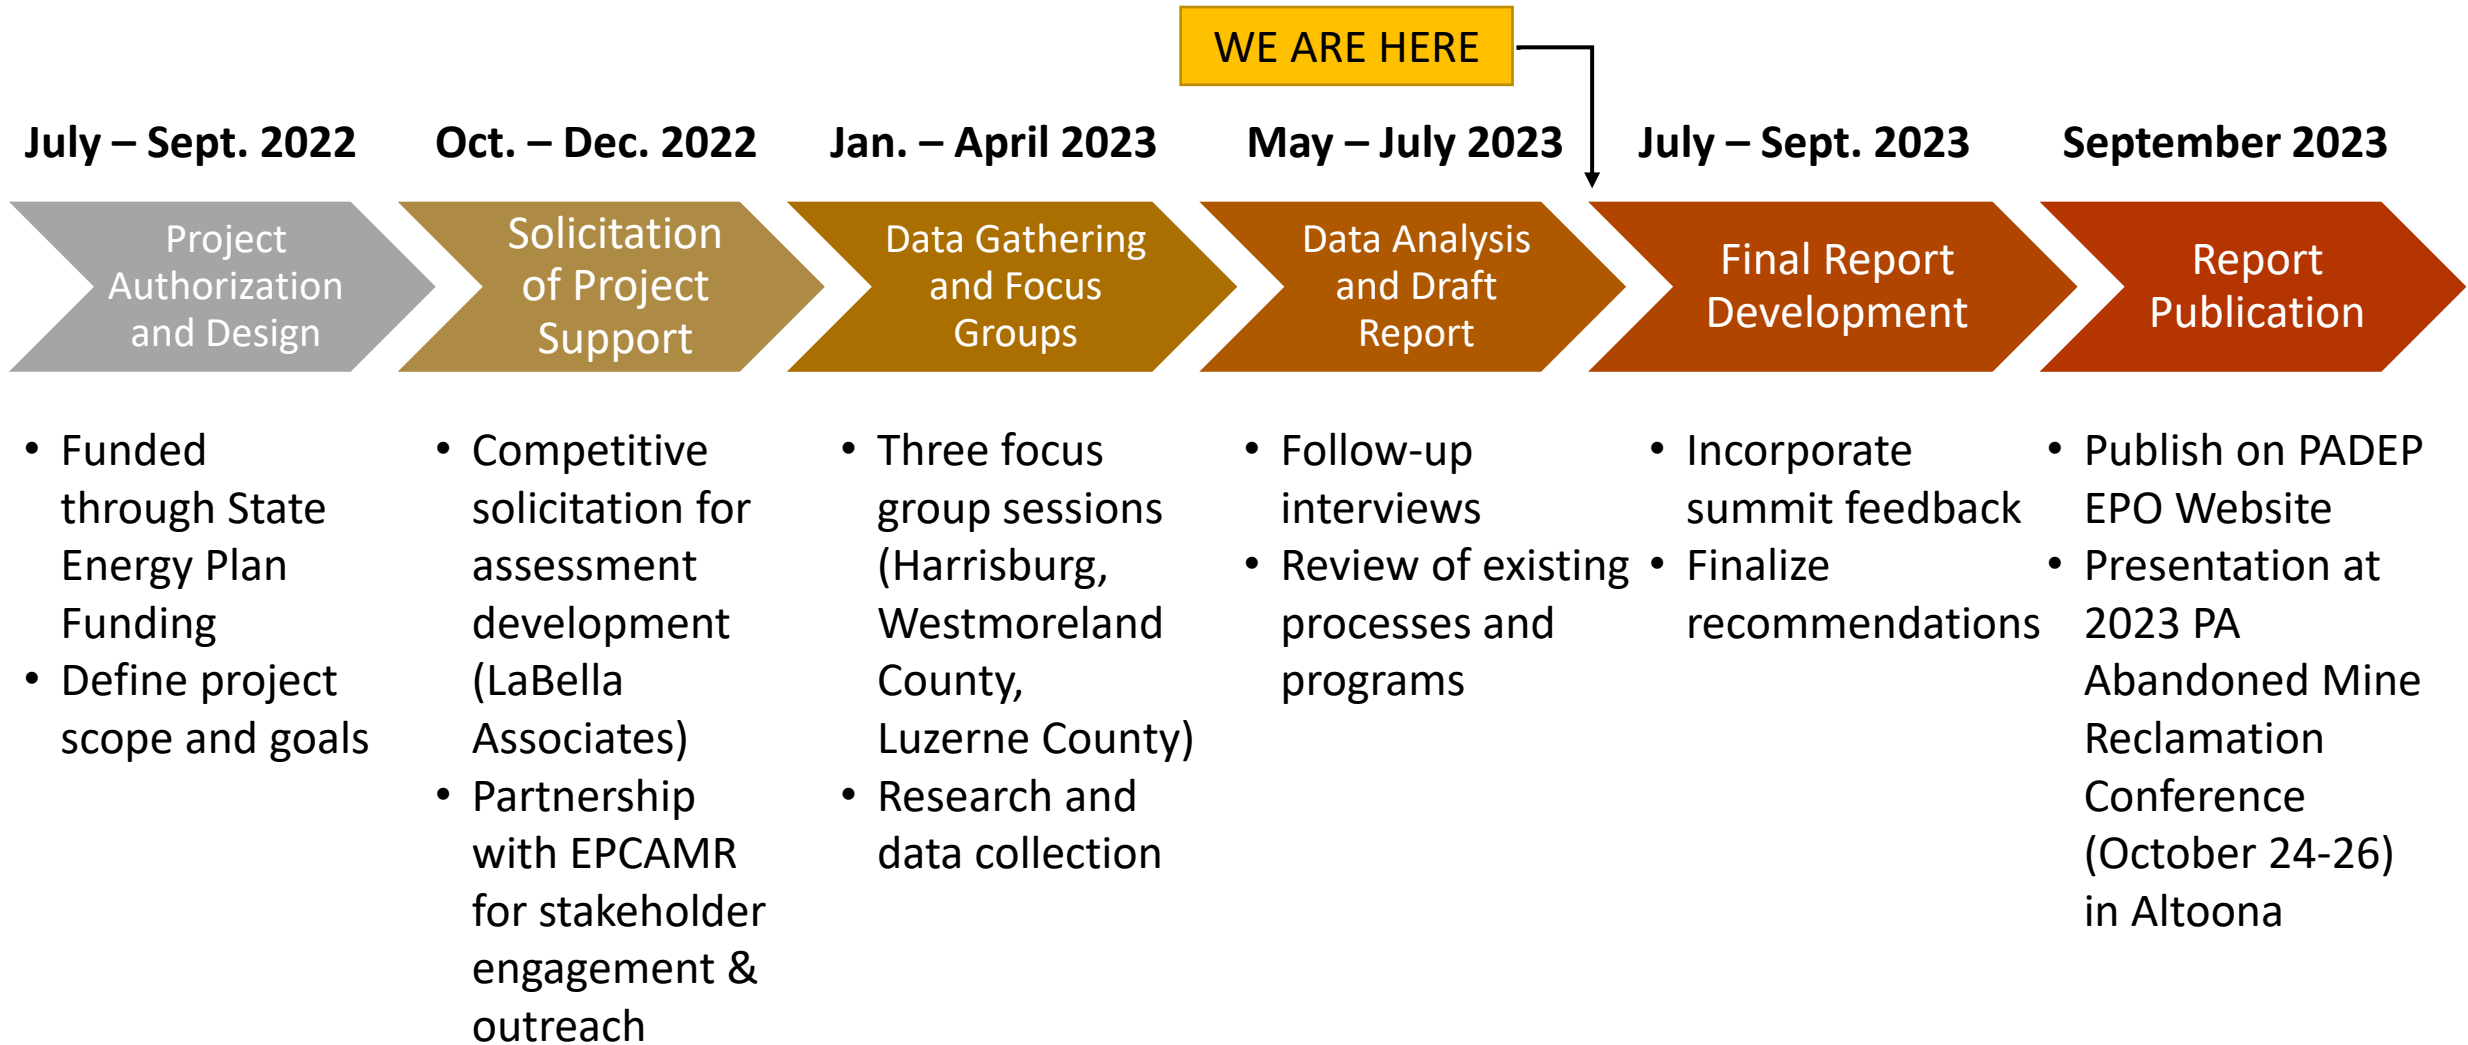 WE ARE HERE
July – Sept. 2022
Project
Authorization
and Design
• Funded
through State
Energy Plan
Funding
• Define project
scope and goals
Oct. – Dec. 2022
Solicitation
of Project
Support
• Competitive
solicitation for
assessment
development
(LaBella
Associates)
• Partnership
with EPCAMR
for stakeholder
engagement &
outreach
Jan. – April 2023
Data Gathering
and Focus
Groups
• Three focus
group sessions
(Harrisburg,
Westmoreland
County,
Luzerne County)
• Research and
data collection
May – July 2023
Data Analysis
and Draft
Report
• Follow-up
interviews
• Review of existing
processes and
programs
July – Sept. 2023
Final Report
Development
• Incorporate
summit feedback
• Finalize
recommendations
September 2023
Report
Publication
• Publish on PADEP
EPO Website
• Presentation at
2023 PA
Abandoned Mine
Reclamation
Conference
(October 24-26)
in Altoona